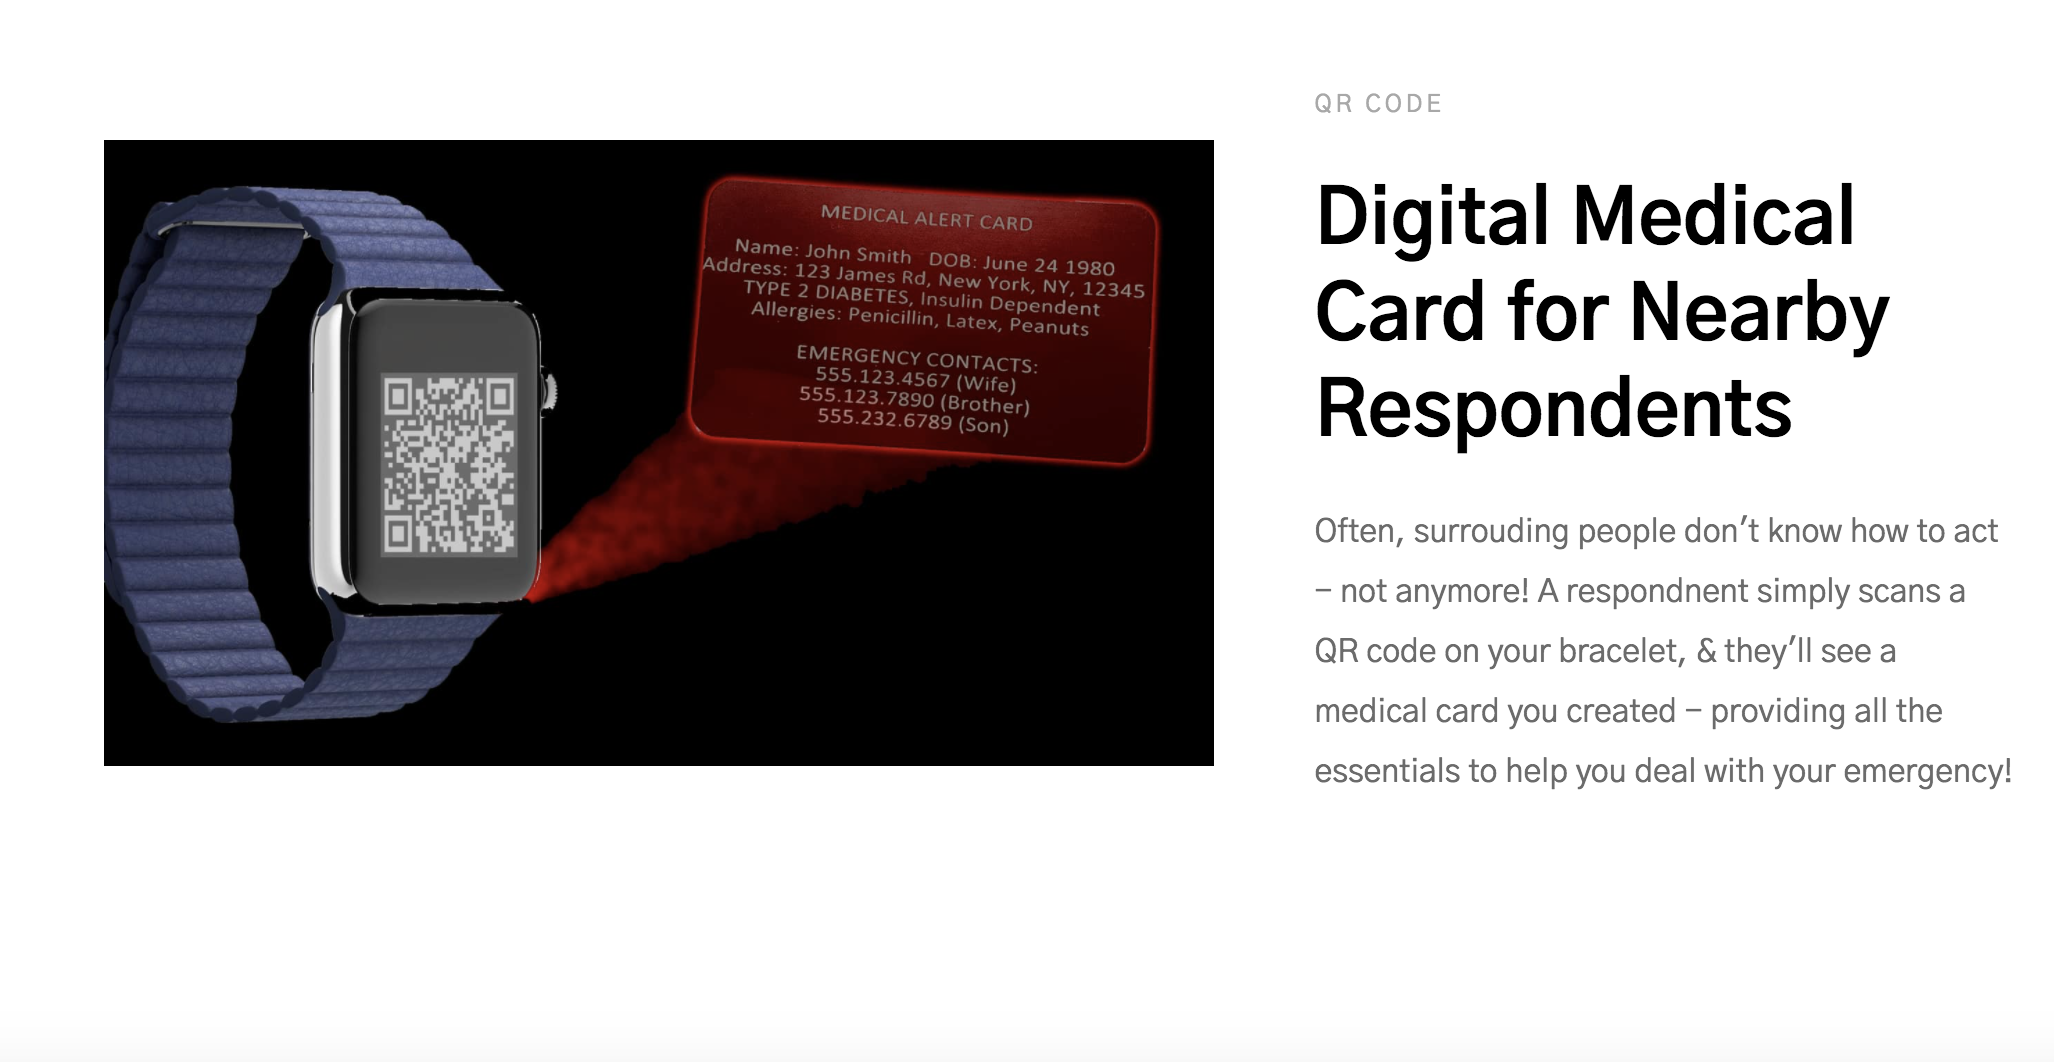 QR CODE
Digital Medical
Card for Nearby
Respondents
Often, surrouding people don't know how to act
– not anymore! A respondnent simply scans a
QR code on your bracelet, & they'll see a
medical card you created – providing all the
essentials to help you deal with your emergency!
MEDICAL ALERT CARD
Name: John Smith DOB: June 24 1980
Address: 123 James Rd, New York, NY, 12345
TYPE 2 DIABETES, Insulin Dependent
Allergies: Penicillin, Latex, Peanuts
EMERGENCY CONTACTS:
555.123.4567 (Wife)
555.123.7890 (Brother)
555.232.6789 (Son)